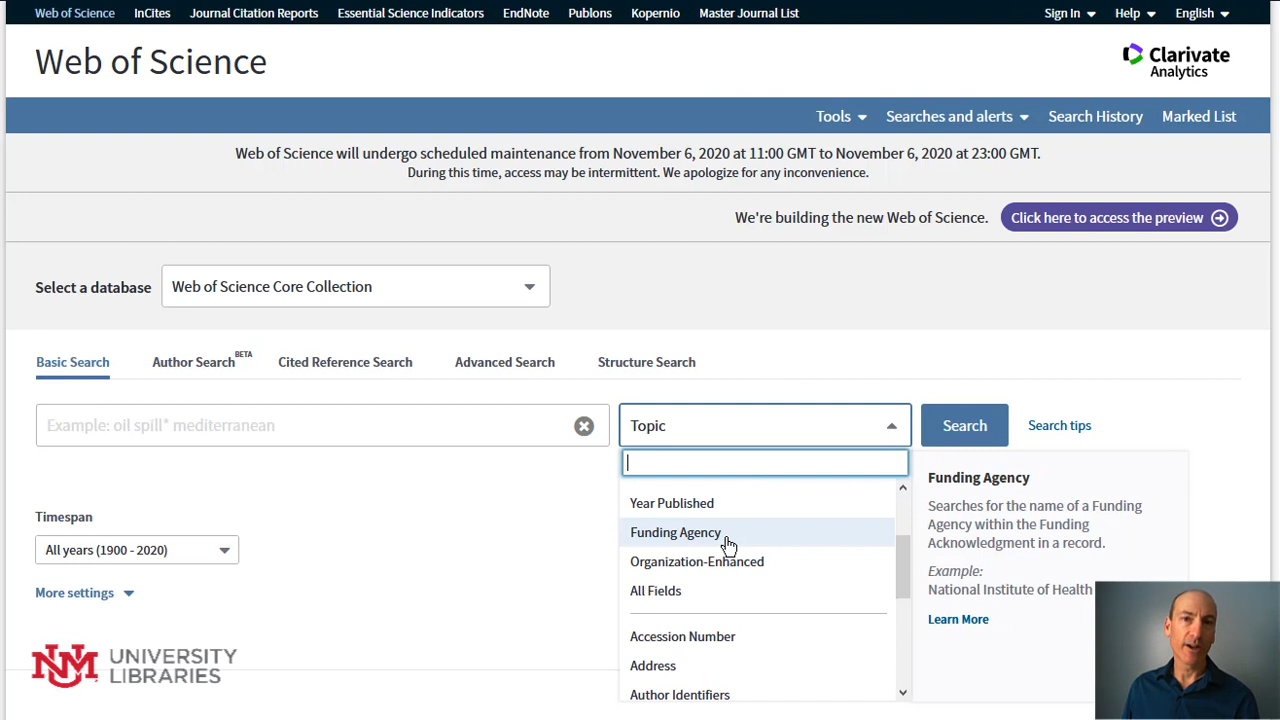 Web of Science InCites Journal Citation Reports Essential Science Indicators EndNote Publons Kopernio Master Journal List Sign In Help English
Web of Science
Clarivate
Analytics
Tools Searches and alerts Search History Marked List
Web of Science will undergo scheduled maintenance from November 6, 2020 at 11:00 GMT to November 6, 2020 at 23:00 GMT.
During this time, access may be intermittent. We apologize for any inconvenience.
We're building the new Web of Science. Click here to access the preview
Select a database Web of Science Core Collection
Basic Search Author Search BETA Cited Reference Search Advanced Search Structure Search
Example: oil spill* mediterranean Topic Search Search tips
Year Published
Funding Agency
Organization-Enhanced
All Fields
Accession Number
Address
Author Identifiers
Funding Agency
Searches for the name of a Funding
Agency within the Funding
Acknowledgment in a record.
Example:
National Institute of Health
Learn More
Timespan
All years (1900 - 2020)
More settings
NM UNIVERSITY
LIBRARIES